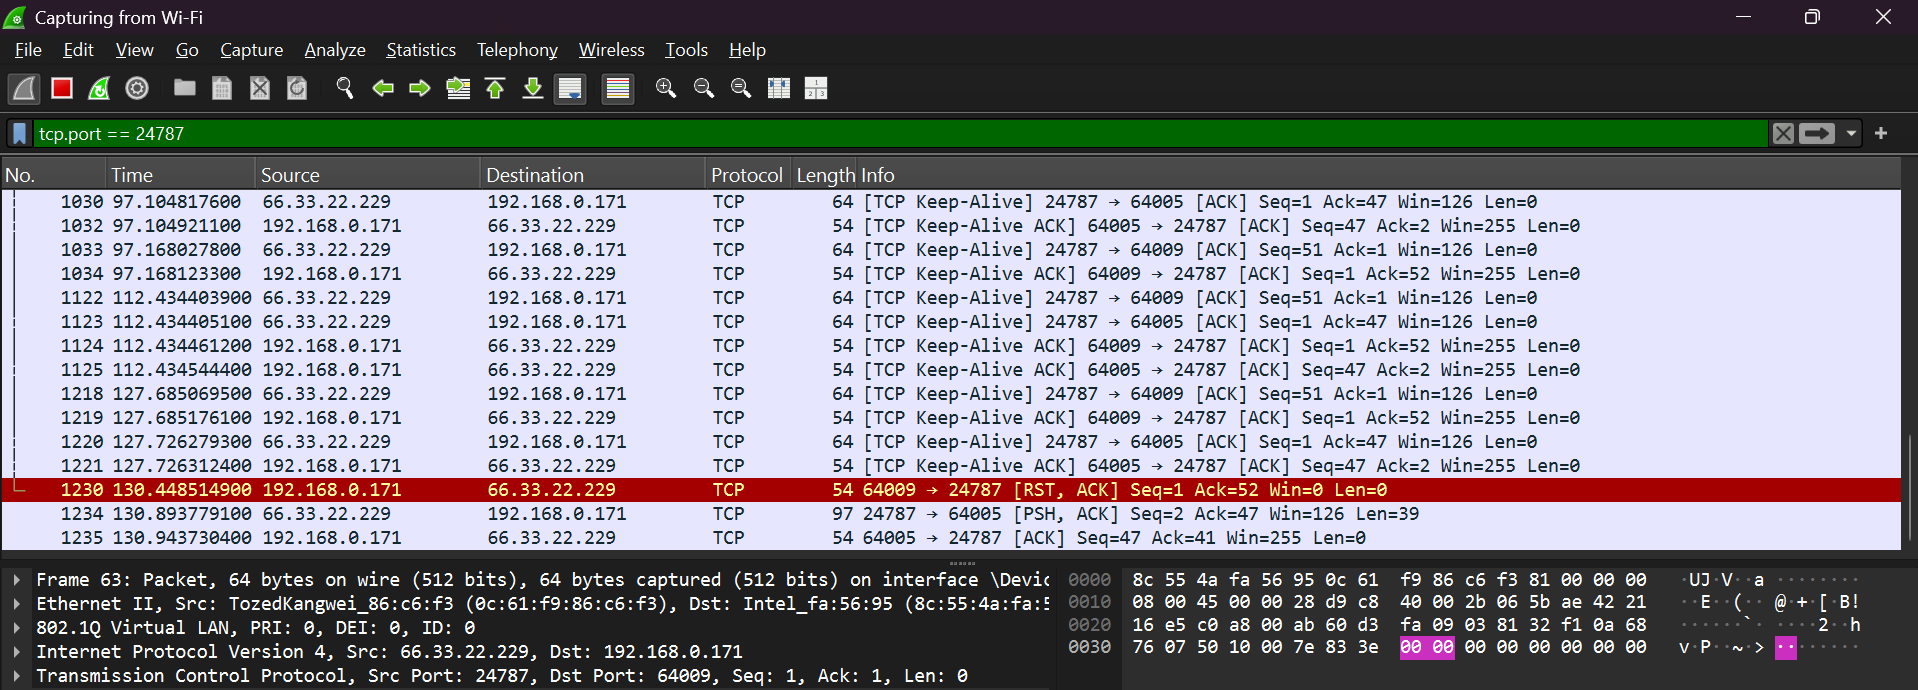 Capturing from Wi-Fi
File Edit View Go Capture Analyze Statistics Telephony Wireless Tools Help
tcp.port == 24787
No. Time Source Destination Protocol Length Info
1030 97.104817600 66.33.22.229 192.168.0.171 TCP 64 [TCP Keep-Alive] 24787 → 64005 [ACK] Seq=1 Ack=47 Win=126 Len=0
1032 97.104921100 192.168.0.171 66.33.22.229 TCP 54 [TCP Keep-Alive ACK] 64005 → 24787 [ACK] Seq=47 Ack=2 Win=255 Len=0
1033 97.168027800 66.33.22.229 192.168.0.171 TCP 64 [TCP Keep-Alive] 24787 → 64009 [ACK] Seq=51 Ack=1 Win=126 Len=0
1034 97.168123300 192.168.0.171 66.33.22.229 TCP 54 [TCP Keep-Alive ACK] 64009 → 24787 [ACK] Seq=1 Ack=52 Win=255 Len=0
1122 112.434403900 66.33.22.229 192.168.0.171 TCP 64 [TCP Keep-Alive] 24787 → 64009 [ACK] Seq=51 Ack=1 Win=126 Len=0
1123 112.434405100 66.33.22.229 192.168.0.171 TCP 64 [TCP Keep-Alive] 24787 → 64005 [ACK] Seq=1 Ack=47 Win=126 Len=0
1124 112.434461200 192.168.0.171 66.33.22.229 TCP 54 [TCP Keep-Alive ACK] 64009 → 24787 [ACK] Seq=1 Ack=52 Win=255 Len=0
1125 112.434544400 192.168.0.171 66.33.22.229 TCP 54 [TCP Keep-Alive ACK] 64005 → 24787 [ACK] Seq=47 Ack=2 Win=255 Len=0
1218 127.685069500 66.33.22.229 192.168.0.171 TCP 64 [TCP Keep-Alive] 24787 → 64009 [ACK] Seq=51 Ack=1 Win=126 Len=0
1219 127.685176100 192.168.0.171 66.33.22.229 TCP 54 [TCP Keep-Alive ACK] 64009 → 24787 [ACK] Seq=1 Ack=52 Win=255 Len=0
1220 127.726279300 66.33.22.229 192.168.0.171 TCP 64 [TCP Keep-Alive] 24787 → 64005 [ACK] Seq=1 Ack=47 Win=126 Len=0
1221 127.726312400 192.168.0.171 66.33.22.229 TCP 54 [TCP Keep-Alive ACK] 64005 → 24787 [ACK] Seq=47 Ack=2 Win=255 Len=0
1230 130.448514900 192.168.0.171 66.33.22.229 TCP 54 64009 → 24787 [RST, ACK] Seq=1 Ack=52 Win=0 Len=0
1234 130.893779100 66.33.22.229 192.168.0.171 TCP 97 24787 → 64005 [PSH, ACK] Seq=2 Ack=47 Win=126 Len=39
1235 130.943730400 192.168.0.171 66.33.22.229 TCP 54 64005 → 24787 [ACK] Seq=47 Ack=41 Win=255 Len=0
Frame 63: Packet, 64 bytes on wire (512 bits), 64 bytes captured (512 bits) on interface \Devic
Ethernet II, Src: TozedKangwei_86:c6:f3 (0c:61:f9:86:c6:f3), Dst: Intel_fa:56:95 (8c:55:4a:fa:5
802.1Q Virtual LAN, PRI: 0, DEI: 0, ID: 0
Internet Protocol Version 4, Src: 66.33.22.229, Dst: 192.168.0.171
Transmission Control Protocol, Src Port: 24787, Dst Port: 64009, Seq: 1, Ack: 1, Len: 0
0000 8c 55 4a fa 56 95 0c 61 f9 86 c6 f3 81 00 00 00 ·UJ·V··a ········
0010 08 00 45 00 00 28 d9 c8 40 00 2b 06 5b ae 42 21 ··E··(·· @·+·[·B!
0020 16 e5 c0 a8 00 ab 60 d3 fa 09 03 81 32 f1 0a 68 ······`· ····2··h
0030 76 07 50 10 00 7e 83 3e 00 00 00 00 00 00 00 00 v·P··~·> ········